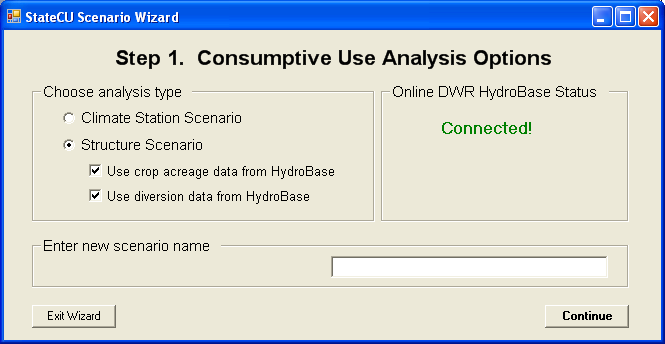 StateCU Scenario Wizard
Step 1. Consumptive Use Analysis Options
Choose analysis type
Climate Station Scenario
Structure Scenario
Use crop acreage data from HydroBase
Use diversion data from HydroBase
Online DWR HydroBase Status
Connected!
Enter new scenario name
Exit Wizard
Continue